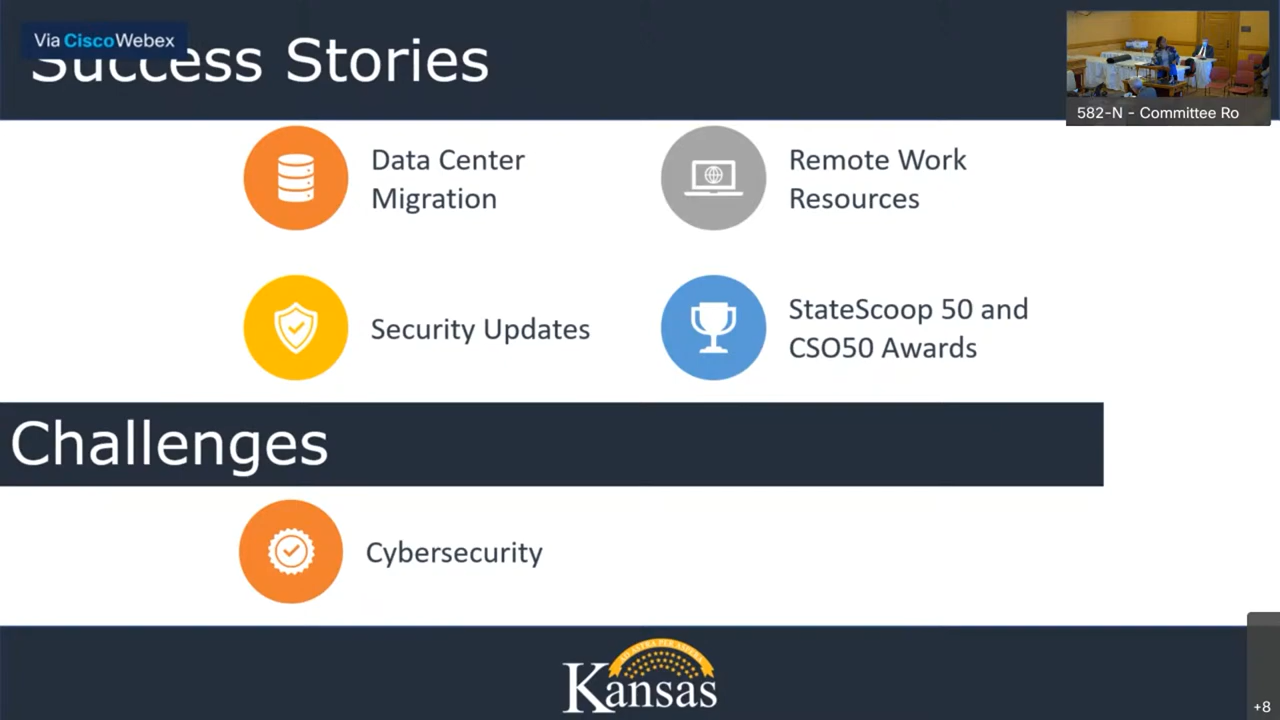 Via CiscoWebex
Success Stories
582-N - Committee Ro
Data Center
Migration
Remote Work
Resources
Security Updates
StateScoop 50 and
CSO50 Awards
Challenges
Cybersecurity
Kansas
+8